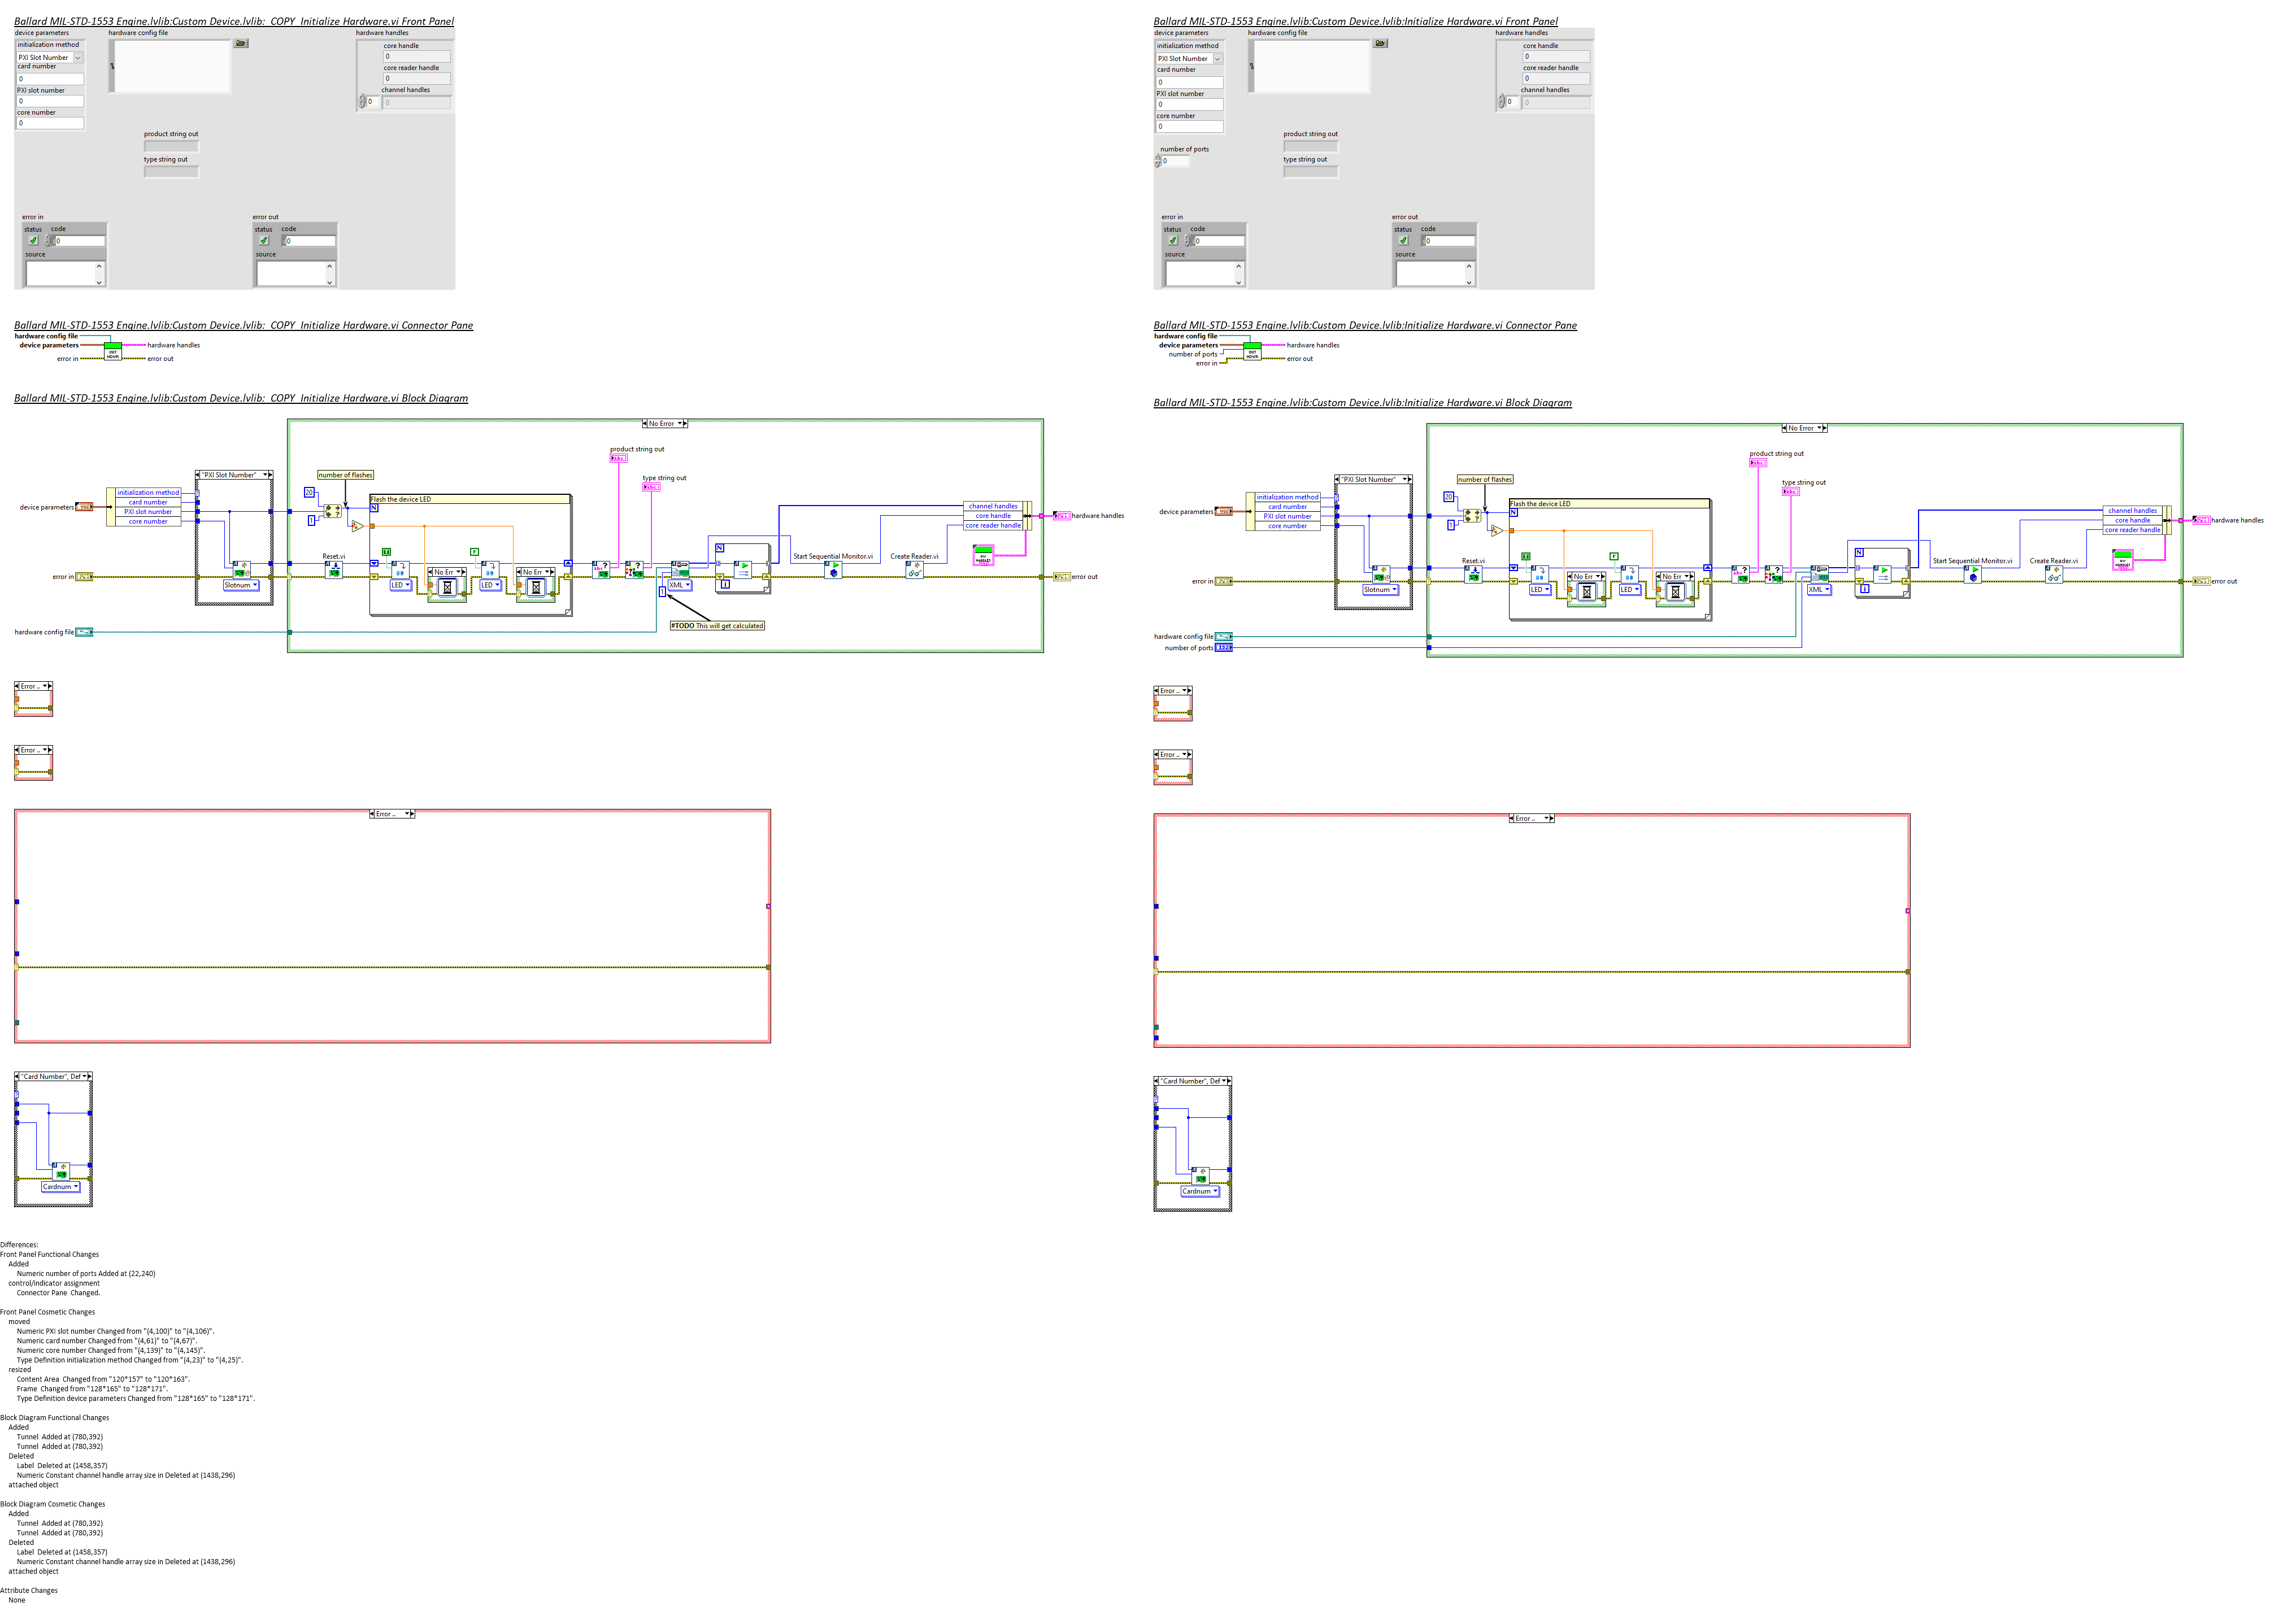 Ballard MIL-STD-1553 Engine.lvlib:Custom Device.lvlib:_COPY_Initialize Hardware.vi Front Panel
device parameters
hardware config file
hardware handles
initialization method
PXI Slot Number
card number
0
PXI slot number
0
core number
0
core handle
0
core reader handle
0
channel handles
0
0
product string out
type string out
error in
status
code
0
source
error out
status
code
0
source
Ballard MIL-STD-1553 Engine.lvlib:Custom Device.lvlib:_COPY_Initialize Hardware.vi Connector Pane
hardware config file
device parameters
error in
INIT
HDWR
hardware handles
error out
Ballard MIL-STD-1553 Engine.lvlib:Custom Device.lvlib:_COPY_Initialize Hardware.vi Block Diagram
No Error
product string out
abc
type string out
abc
"PXI Slot Number"
number of flashes
20
1
Flash the device LED
N
device parameters
initialization method
card number
PXI slot number
core number
Slotnum
Reset.vi
T
LED
No Err
F
LED
No Err
XML
1
N
i
Start Sequential Monitor.vi
Create Reader.vi
channel handles
core handle
core reader handle
hardware handles
error in
error out
#TODO This will get calculated
hardware config file
Error ..
Error ..
Error ..
"Card Number", Def
Cardnum
Differences:
Front Panel Functional Changes
Added
Numeric number of ports Added at (22,240)
control/indicator assignment
Connector Pane  Changed.
Front Panel Cosmetic Changes
moved
Numeric PXI slot number Changed from "(4,100)" to "(4,106)".
Numeric card number Changed from "(4,61)" to "(4,67)".
Numeric core number Changed from "(4,139)" to "(4,145)".
Type Definition initialization method Changed from "(4,23)" to "(4,25)".
resized
Content Area  Changed from "120*157" to "120*163".
Frame  Changed from "128*165" to "128*171".
Type Definition device parameters Changed from "128*165" to "128*171".
Block Diagram Functional Changes
Added
Tunnel  Added at (780,392)
Tunnel  Added at (780,392)
Deleted
Label  Deleted at (1458,357)
Numeric Constant channel handle array size in Deleted at (1438,296)
attached object
Block Diagram Cosmetic Changes
Added
Tunnel  Added at (780,392)
Tunnel  Added at (780,392)
Deleted
Label  Deleted at (1458,357)
Numeric Constant channel handle array size in Deleted at (1438,296)
attached object
Attribute Changes
None
Ballard MIL-STD-1553 Engine.lvlib:Custom Device.lvlib:Initialize Hardware.vi Front Panel
device parameters
hardware config file
hardware handles
initialization method
PXI Slot Number
card number
0
PXI slot number
0
core number
0
number of ports
0
core handle
0
core reader handle
0
channel handles
0
0
product string out
type string out
error in
status
code
0
source
error out
status
code
0
source
Ballard MIL-STD-1553 Engine.lvlib:Custom Device.lvlib:Initialize Hardware.vi Connector Pane
hardware config file
device parameters
number of ports
error in
INIT
HDWR
hardware handles
error out
Ballard MIL-STD-1553 Engine.lvlib:Custom Device.lvlib:Initialize Hardware.vi Block Diagram
No Error
product string out
abc
type string out
abc
"PXI Slot Number"
number of flashes
20
1
Flash the device LED
N
device parameters
initialization method
card number
PXI slot number
core number
Slotnum
Reset.vi
T
LED
No Err
F
LED
No Err
XML
N
i
Start Sequential Monitor.vi
Create Reader.vi
channel handles
core handle
core reader handle
hardware handles
error in
error out
hardware config file
number of ports
I32
Error ..
Error ..
Error ..
"Card Number", Def
Cardnum